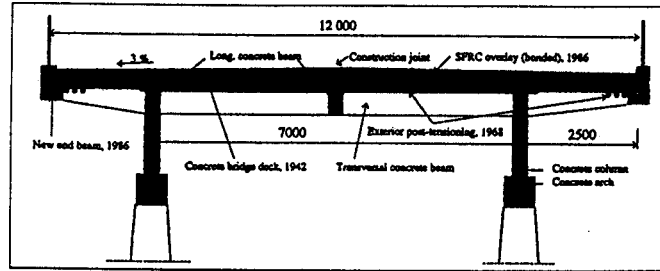 12 000
3 %
Long. concrete beam
Construction joint
SFRC overlay (bonded), 1986
7000
Exterior post-tensioning, 1968
2500
New end beam, 1986
Concrete bridge deck, 1942
Transversal concrete beam
Concrete column
Concrete arch